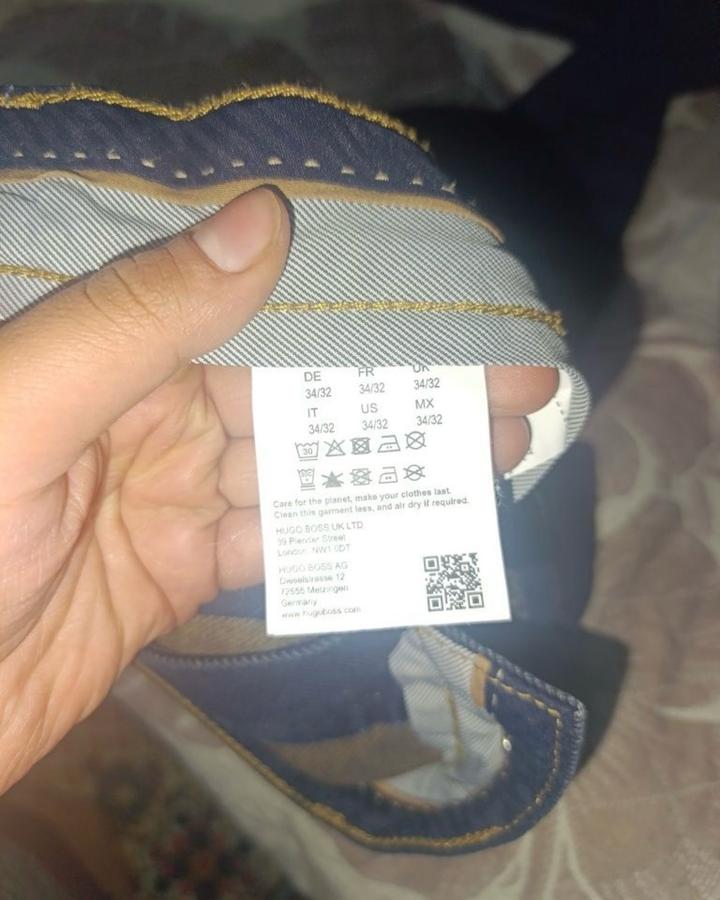 DE FR UK
34/32 34/32 34/32
IT US MX
34/32 34/32 34/32
30
Care for the planet, make your clothes last.
Clean this garment less, and air dry if required.
HUGO BOSS UK LTD
39 Plender Street
London. NW1 0DT
HUGO BOSS AG
Dieselstrasse 12
72555 Metzingen
Germany
www.hugoboss.com